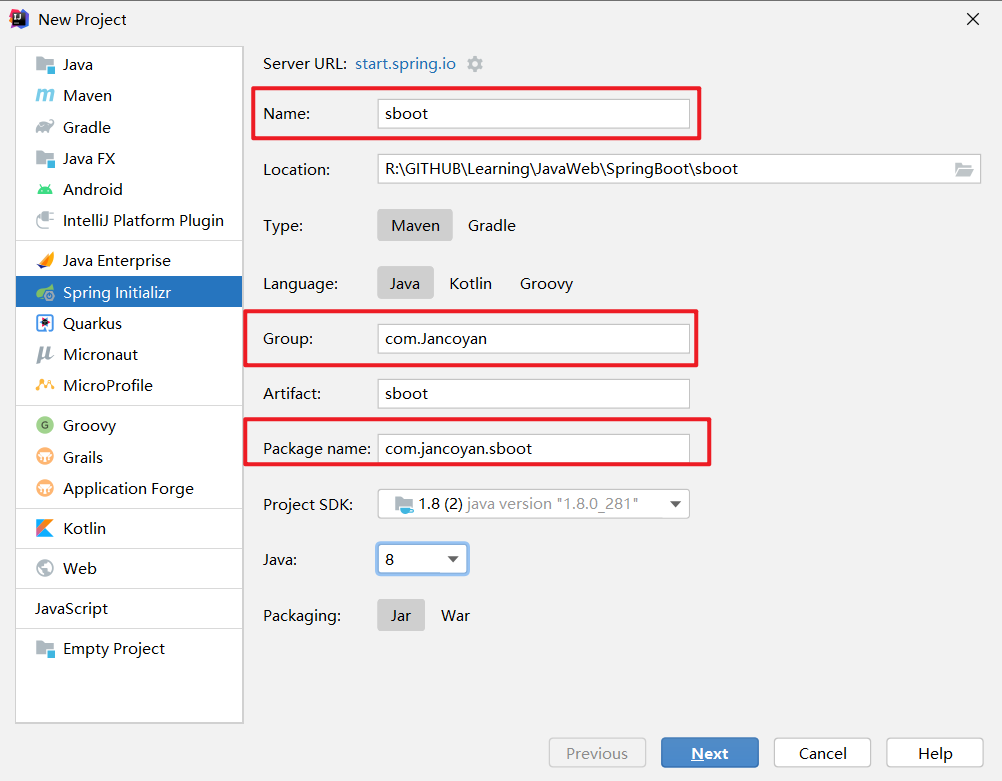 New Project
Java
Maven
Gradle
Java FX
Android
IntelliJ Platform Plugin
Java Enterprise
Spring Initializr
Quarkus
Micronaut
MicroProfile
Groovy
Grails
Application Forge
Kotlin
Web
JavaScript
Empty Project
Server URL: start.spring.io
Name: sboot
Location: R:\GITHUB\Learning\JavaWeb\SpringBoot\sboot
Type: Maven Gradle
Language: Java Kotlin Groovy
Group: com.Jancoyan
Artifact: sboot
Package name: com.jancoyan.sboot
Project SDK: 1.8 (2) java version "1.8.0_281"
Java: 8
Packaging: Jar War
Previous Next Cancel Help